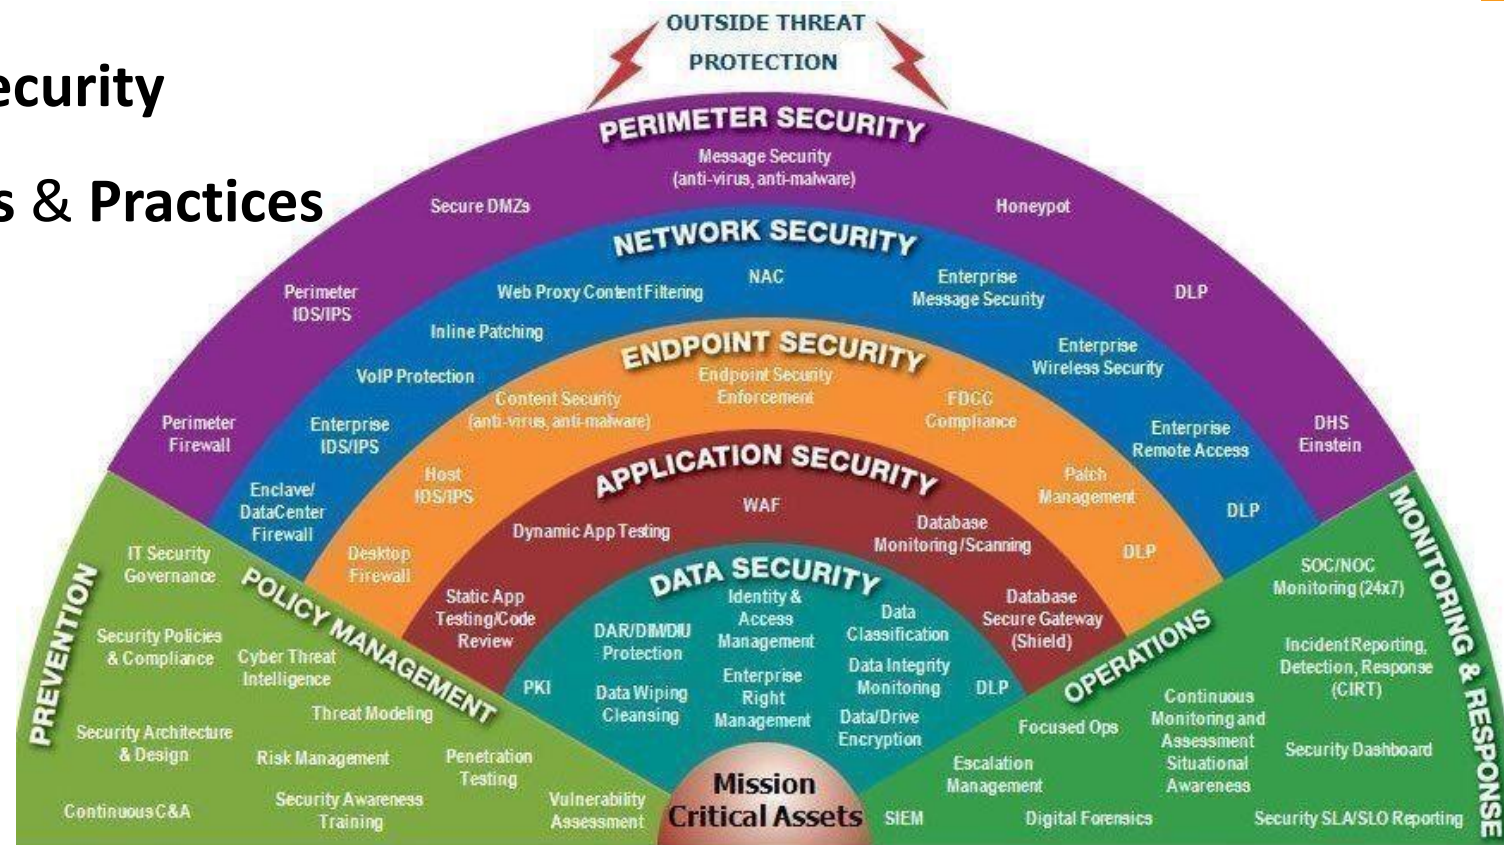 OUTSIDE THREAT
PROTECTION
ecurity
s & Practices
PERIMETER SECURITY
Message Security
(anti-virus, anti-malware)
Secure DMZs
Honeypot
Perimeter
IDS/IPS
DLP
Perimeter
Firewall
DHS
Einstein
NETWORK SECURITY
NAC
Web Proxy Content Filtering
Enterprise
Message Security
Inline Patching
Enterprise
Wireless Security
VoIP Protection
Enterprise
IDS/IPS
Enterprise
Remote Access
Enclave/
DataCenter
Firewall
DLP
ENDPOINT SECURITY
Endpoint Security
Enforcement
Content Security
(anti-virus, anti-malware)
FDCC
Compliance
Host
IDS/IPS
Patch
Management
Desktop
Firewall
DLP
APPLICATION SECURITY
WAF
Dynamic App Testing
Database
Monitoring/Scanning
Static App
Testing/Code
Review
Database
Secure Gateway
(Shield)
DATA SECURITY
Identity &
Access
Management
DAR/DIM/DIU
Protection
Data
Classification
PKI
Data Wiping
Cleansing
Enterprise
Right
Management
Data Integrity
Monitoring
DLP
Data/Drive
Encryption
Mission
Critical Assets
PREVENTION
POLICY MANAGEMENT
IT Security
Governance
Security Policies
& Compliance
Cyber Threat
Intelligence
Threat Modeling
Security Architecture
& Design
Risk Management
Penetration
Testing
Continuous C&A
Security Awareness
Training
Vulnerability
Assessment
OPERATIONS
MONITORING & RESPONSE
SOC/NOC
Monitoring (24x7)
Incident Reporting,
Detection, Response
(CIRT)
Focused Ops
Continuous
Monitoring and
Assessment
Situational
Awareness
Security Dashboard
Escalation
Management
SIEM
Digital Forensics
Security SLA/SLO Reporting